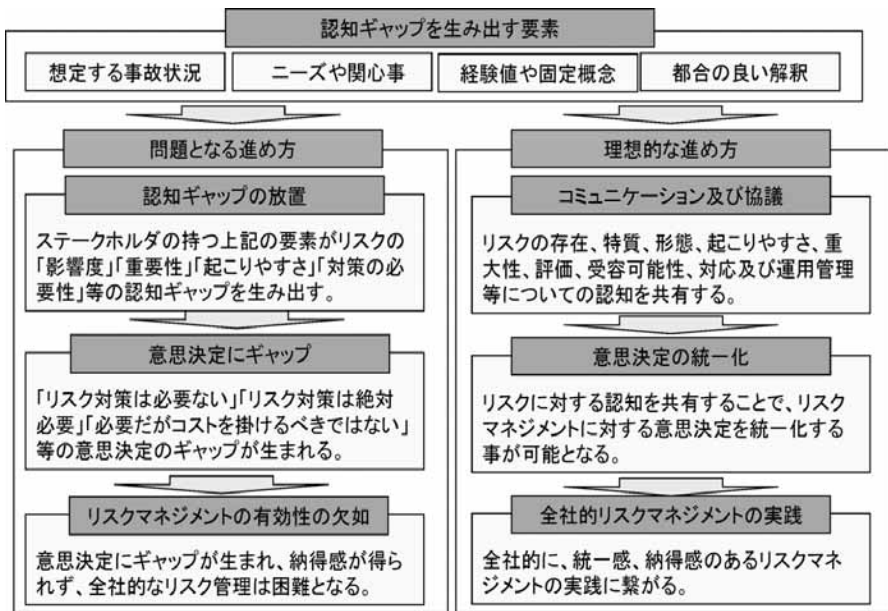 認知ギャップを生み出す要素
想定する事故状況
ニーズや関心事
経験値や固定概念
都合の良い解釈
問題となる進め方
認知ギャップの放置
ステークホルダの持つ上記の要素がリスクの
「影響度」「重要性」「起こりやすさ」「対策の必
要性」等の認知ギャップを生み出す。
意思決定にギャップ
「リスク対策は必要ない」「リスク対策は絶対
必要」「必要だがコストを掛けるべきではない」
等の意思決定のギャップが生まれる。
リスクマネジメントの有効性の欠如
意思決定にギャップが生まれ、納得感が得ら
れず、全社的なリスク管理は困難となる。
理想的な進め方
コミュニケーション及び協議
リスクの存在、特質、形態、起こりやすさ、重
大性、評価、受容可能性、対応及び運用管理
等についての認知を共有する。
意思決定の統一化
リスクに対する認知を共有することで、リスク
マネジメントに対する意思決定を統一化する
事が可能となる。
全社的リスクマネジメントの実践
全社的に、統一感、納得感のあるリスクマネ
ジメントの実践に繋がる。